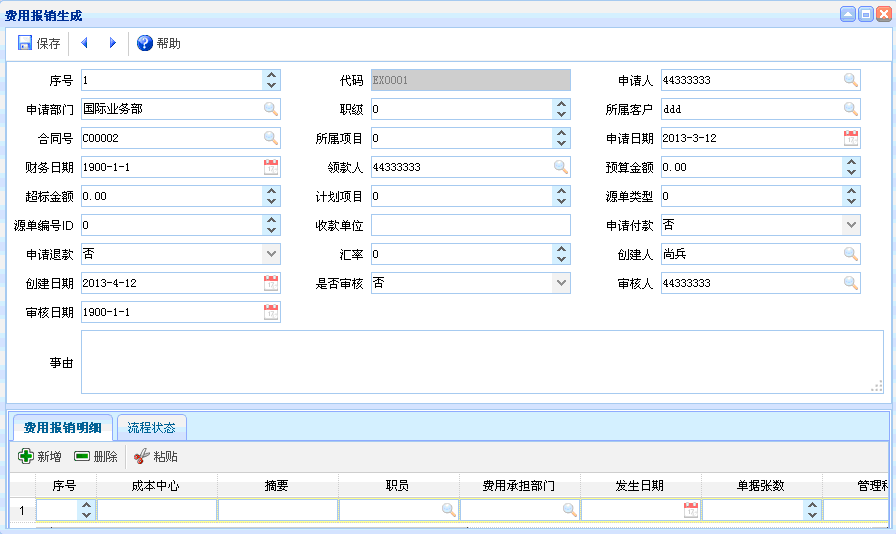 费用报销生成
保存 帮助
序号 1 代码 EX0001 申请人 44333333
申请部门 国际业务部 职级 0 所属客户 ddd
合同号 C00002 所属项目 0 申请日期 2013-3-12
财务日期 1900-1-1 领款人 44333333 预算金额 0.00
超标金额 0.00 计划项目 0 源单类型 0
源单编号ID 0 收款单位 申请付款 否
申请退款 否 汇率 0 创建人 尚兵
创建日期 2013-4-12 是否审核 否 审核人 44333333
审核日期 1900-1-1
事由
费用报销明细 流程状态
新增 删除 粘贴
序号 成本中心 摘要 职员 费用承担部门 发生日期 单据张数 管理
1